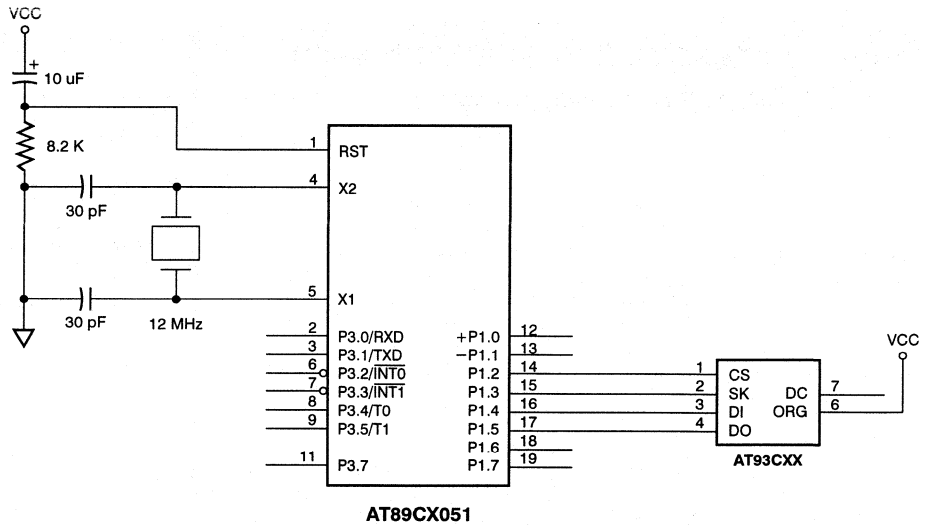 VCC
+
10 uF
8.2 K
30 pF
30 pF
12 MHz
1 RST
4 X2
5 X1
2 P3.0/RXD
3 P3.1/TXD
6 P3.2/INT0
7 P3.3/INT1
8 P3.4/T0
9 P3.5/T1
11 P3.7
+P1.0 12
−P1.1 13
P1.2 14
P1.3 15
P1.4 16
P1.5 17
P1.6 18
P1.7 19
AT89CX051
1 CS
2 SK
3 DI
4 DO
DC 7
ORG 6
VCC
AT93CXX